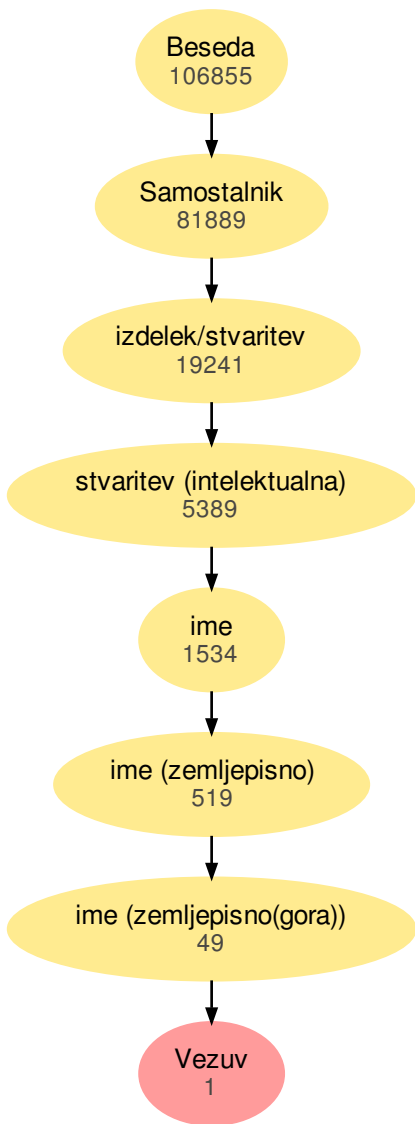 Beseda
106855
Samostalnik
81889
izdelek/stvaritev
19241
stvaritev (intelektualna)
5389
ime
1534
ime (zemljepisno)
519
ime (zemljepisno(gora))
49
Vezuv
1